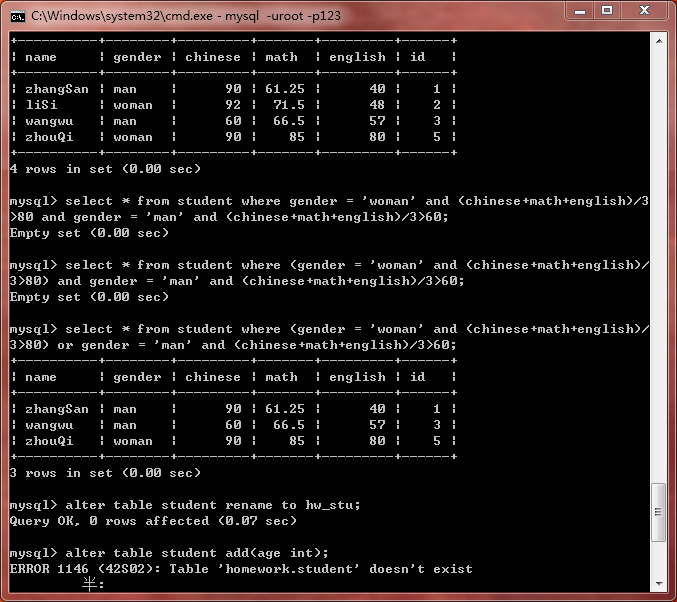 C:\Windows\system32\cmd.exe - mysql  -uroot -p123
+----------+--------+---------+-------+---------+------+
| name     | gender | chinese | math  | english | id   |
+----------+--------+---------+-------+---------+------+
| zhangSan | man    |      90 | 61.25 |      40 |    1 |
| liSi     | woman  |      92 |  71.5 |      48 |    2 |
| wangwu   | man    |      60 |  66.5 |      57 |    3 |
| zhouQi   | woman  |      90 |    85 |      80 |    5 |
+----------+--------+---------+-------+---------+------+
4 rows in set (0.00 sec)
mysql> select * from student where gender = 'woman' and (chinese+math+english)/3
>80 and gender = 'man' and (chinese+math+english)/3>60;
Empty set (0.00 sec)
mysql> select * from student where (gender = 'woman' and (chinese+math+english)/
3>80) and gender = 'man' and (chinese+math+english)/3>60;
Empty set (0.00 sec)
mysql> select * from student where (gender = 'woman' and (chinese+math+english)/
3>80) or gender = 'man' and (chinese+math+english)/3>60;
+----------+--------+---------+-------+---------+------+
| name     | gender | chinese | math  | english | id   |
+----------+--------+---------+-------+---------+------+
| zhangSan | man    |      90 | 61.25 |      40 |    1 |
| wangwu   | man    |      60 |  66.5 |      57 |    3 |
| zhouQi   | woman  |      90 |    85 |      80 |    5 |
+----------+--------+---------+-------+---------+------+
3 rows in set (0.00 sec)
mysql> alter table student rename to hw_stu;
Query OK, 0 rows affected (0.07 sec)
mysql> alter table student add(age int);
ERROR 1146 (42S02): Table 'homework.student' doesn't exist
半: